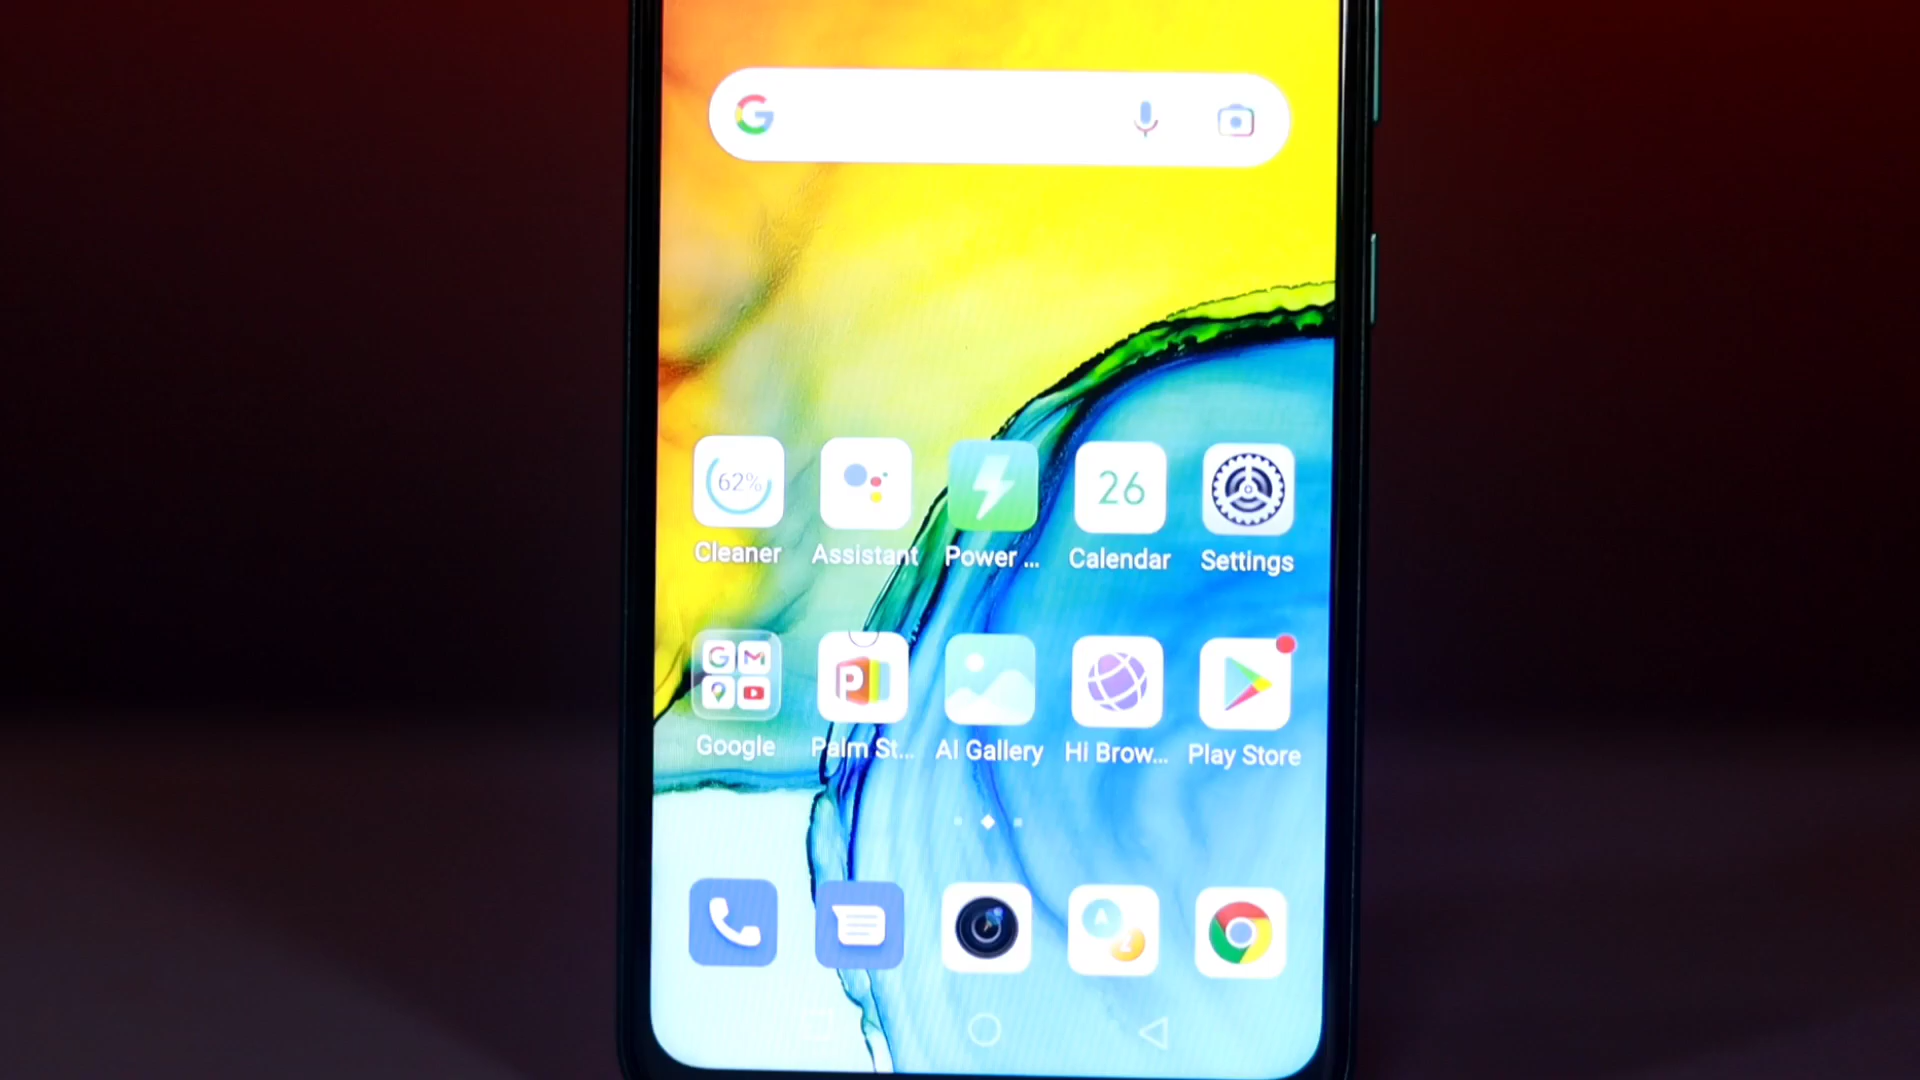 62%
26
Cleaner Assistant Power ... Calendar Settings
G
P
Google Palm St... AI Gallery Hi Brow... Play Store
A
Z